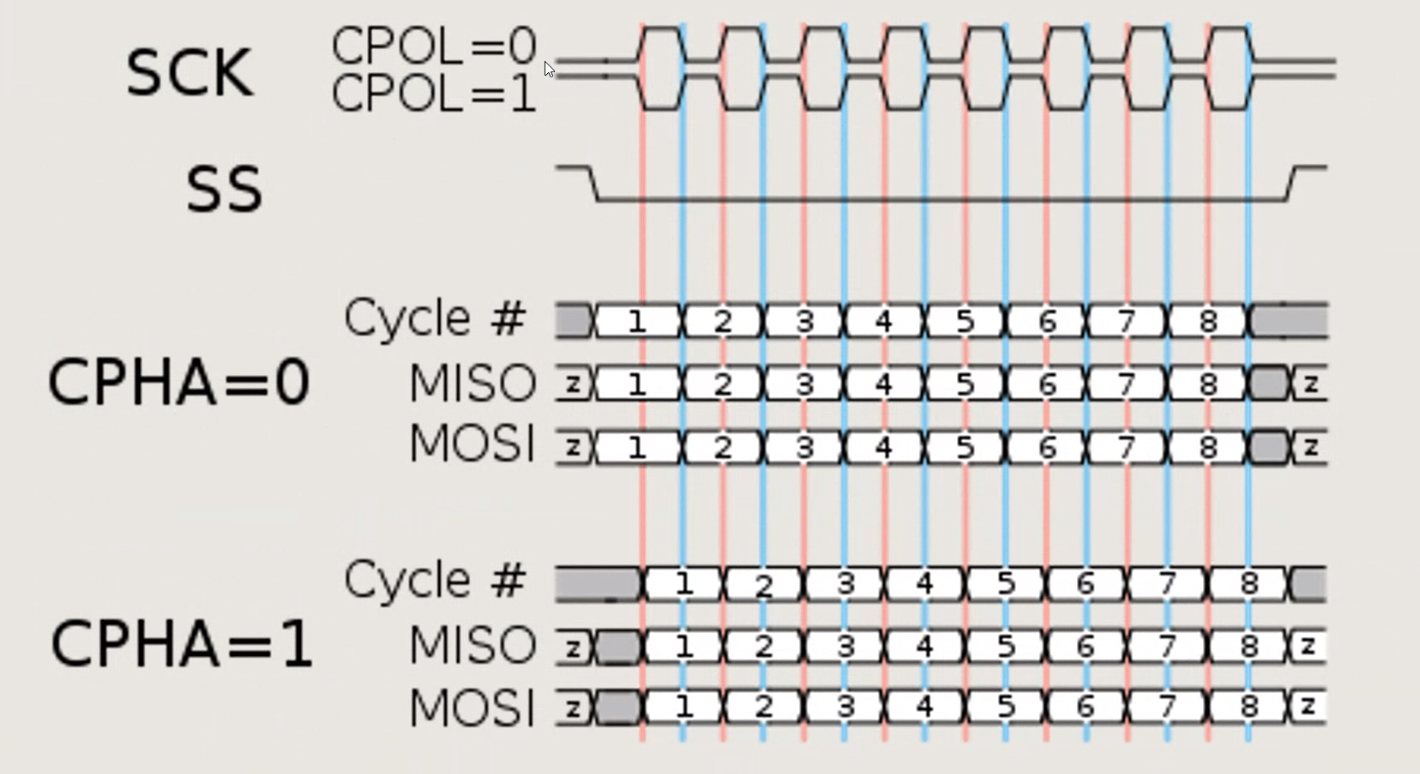 SCK CPOL=0
CPOL=1
SS
Cycle # 1 2 3 4 5 6 7 8
CPHA=0 MISO z 1 2 3 4 5 6 7 8 z
MOSI z 1 2 3 4 5 6 7 8 z
Cycle # 1 2 3 4 5 6 7 8
CPHA=1 MISO z 1 2 3 4 5 6 7 8 z
MOSI z 1 2 3 4 5 6 7 8 z